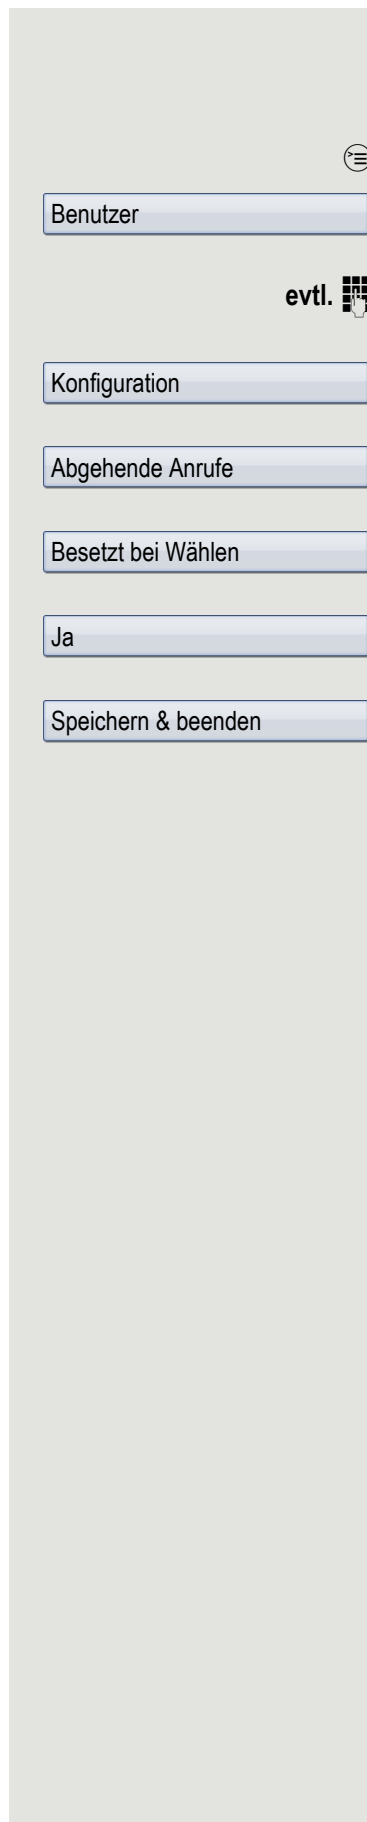 Benutzer
evtl.
Konfiguration
Abgehende Anrufe
Besetzt bei Wählen
Ja
Speichern & beenden